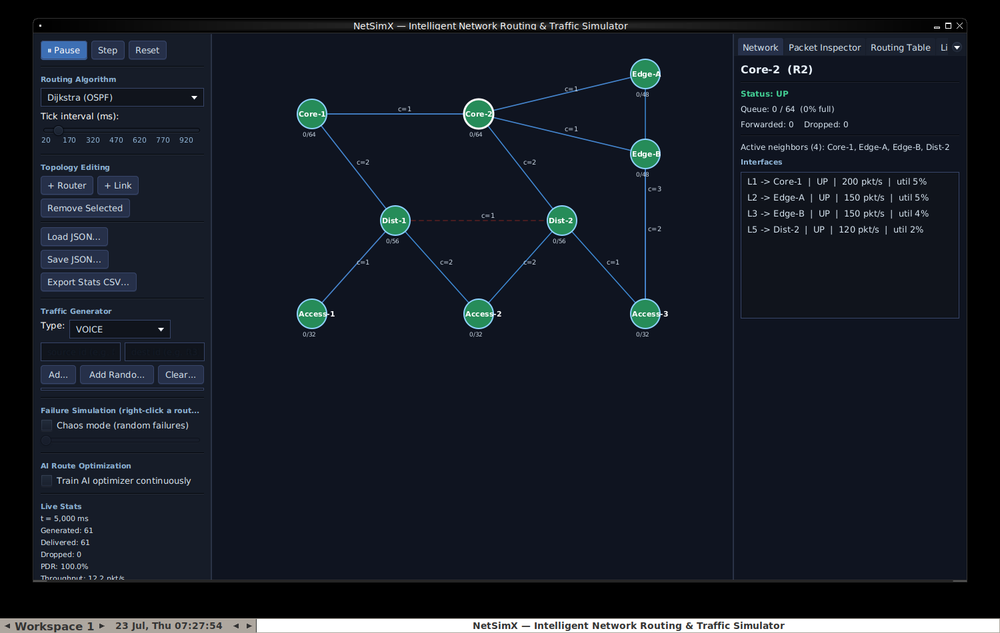 NetSimX — Intelligent Network Routing & Traffic Simulator
Pause
Step
Reset
Routing Algorithm
Dijkstra (OSPF)
Tick interval (ms):
20 170 320 470 620 770 920
Topology Editing
+ Router
+ Link
Remove Selected
Load JSON...
Save JSON...
Export Stats CSV...
Traffic Generator
Type:
VOICE
Ad...
Add Rando...
Clear...
Failure Simulation (right-click a rout...
Chaos mode (random failures)
AI Route Optimization
Train AI optimizer continuously
Live Stats
t = 5,000 ms
Generated: 61
Delivered: 61
Dropped: 0
PDR: 100.0%
Throughput: 12.2 pkt/s
Edge-A
0/48
c=1
c=1
Core-1
0/64
Core-2
0/64
c=1
Edge-B
0/48
c=2
c=2
c=3
Dist-1
0/56
c=1
Dist-2
0/56
c=2
c=1
c=2
c=2
c=1
Access-1
0/32
Access-2
0/32
Access-3
0/32
Network
Packet Inspector
Routing Table
Li
Core-2 (R2)
Status: UP
Queue: 0 / 64 (0% full)
Forwarded: 0 Dropped: 0
Active neighbors (4): Core-1, Edge-A, Edge-B, Dist-2
Interfaces
L1 -> Core-1 | UP | 200 pkt/s | util 5%
L2 -> Edge-A | UP | 150 pkt/s | util 5%
L3 -> Edge-B | UP | 150 pkt/s | util 4%
L5 -> Dist-2 | UP | 120 pkt/s | util 2%
Workspace 1
23 Jul, Thu 07:27:54
NetSimX — Intelligent Network Routing & Traffic Simulator